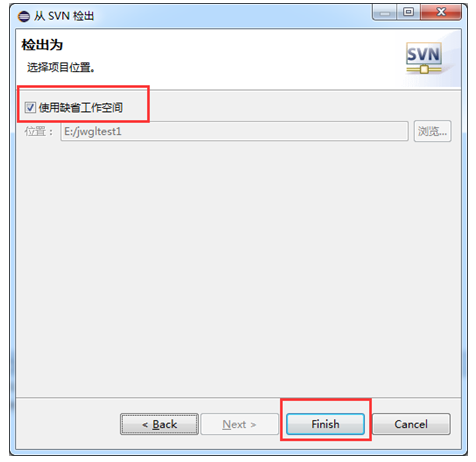 从 SVN 检出
检出为
选择项目位置。
SVN
使用缺省工作空间
位置： E:/jwgltest1 浏览...
< Back Next > Finish Cancel